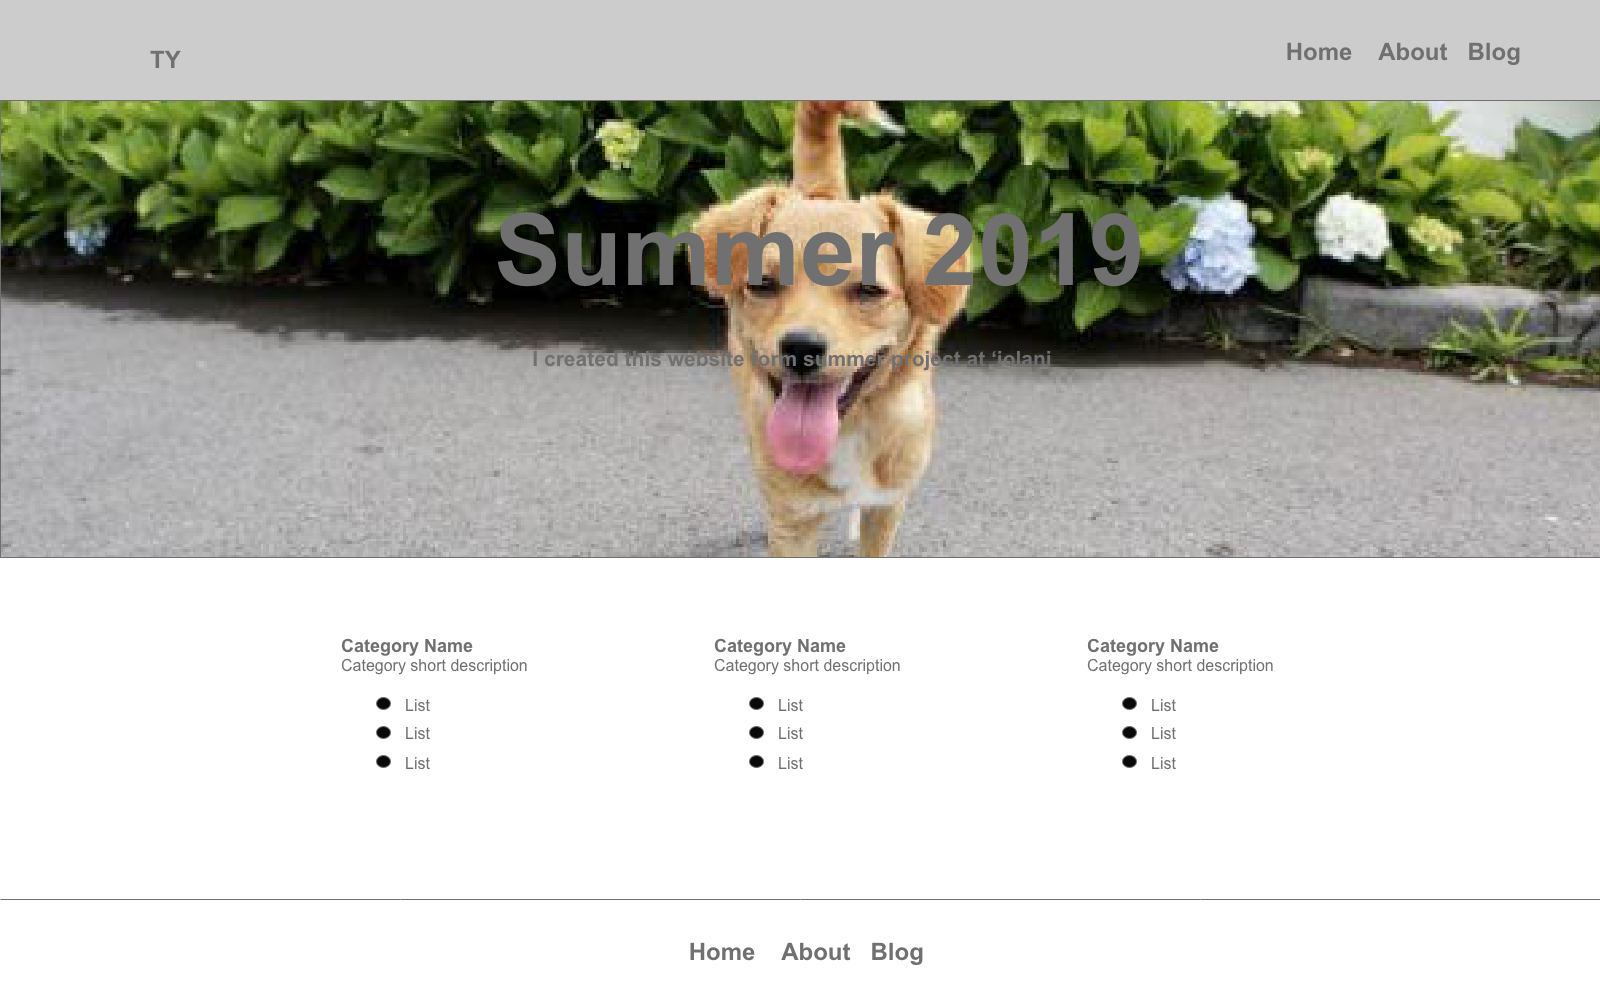 TY
Home About Blog
Summer 2019
I created this website form summer project at ‘iolani
Category Name
Category short description
List
List
List
Category Name
Category short description
List
List
List
Category Name
Category short description
List
List
List
Home About Blog